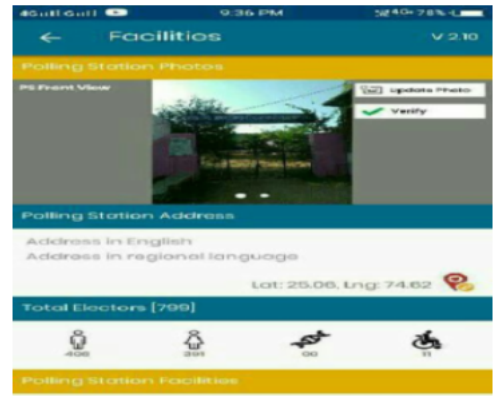 9:36 PM
4G 78%
Facilities
V 2.10
Polling Station Photos
PS Front View
Update Photo
Verify
Polling Station Address
Address in English
Address in regional language
Lat: 25.06, Lng: 74.62
Total Electors [799]
408 391 00 11
Polling Station Facilities